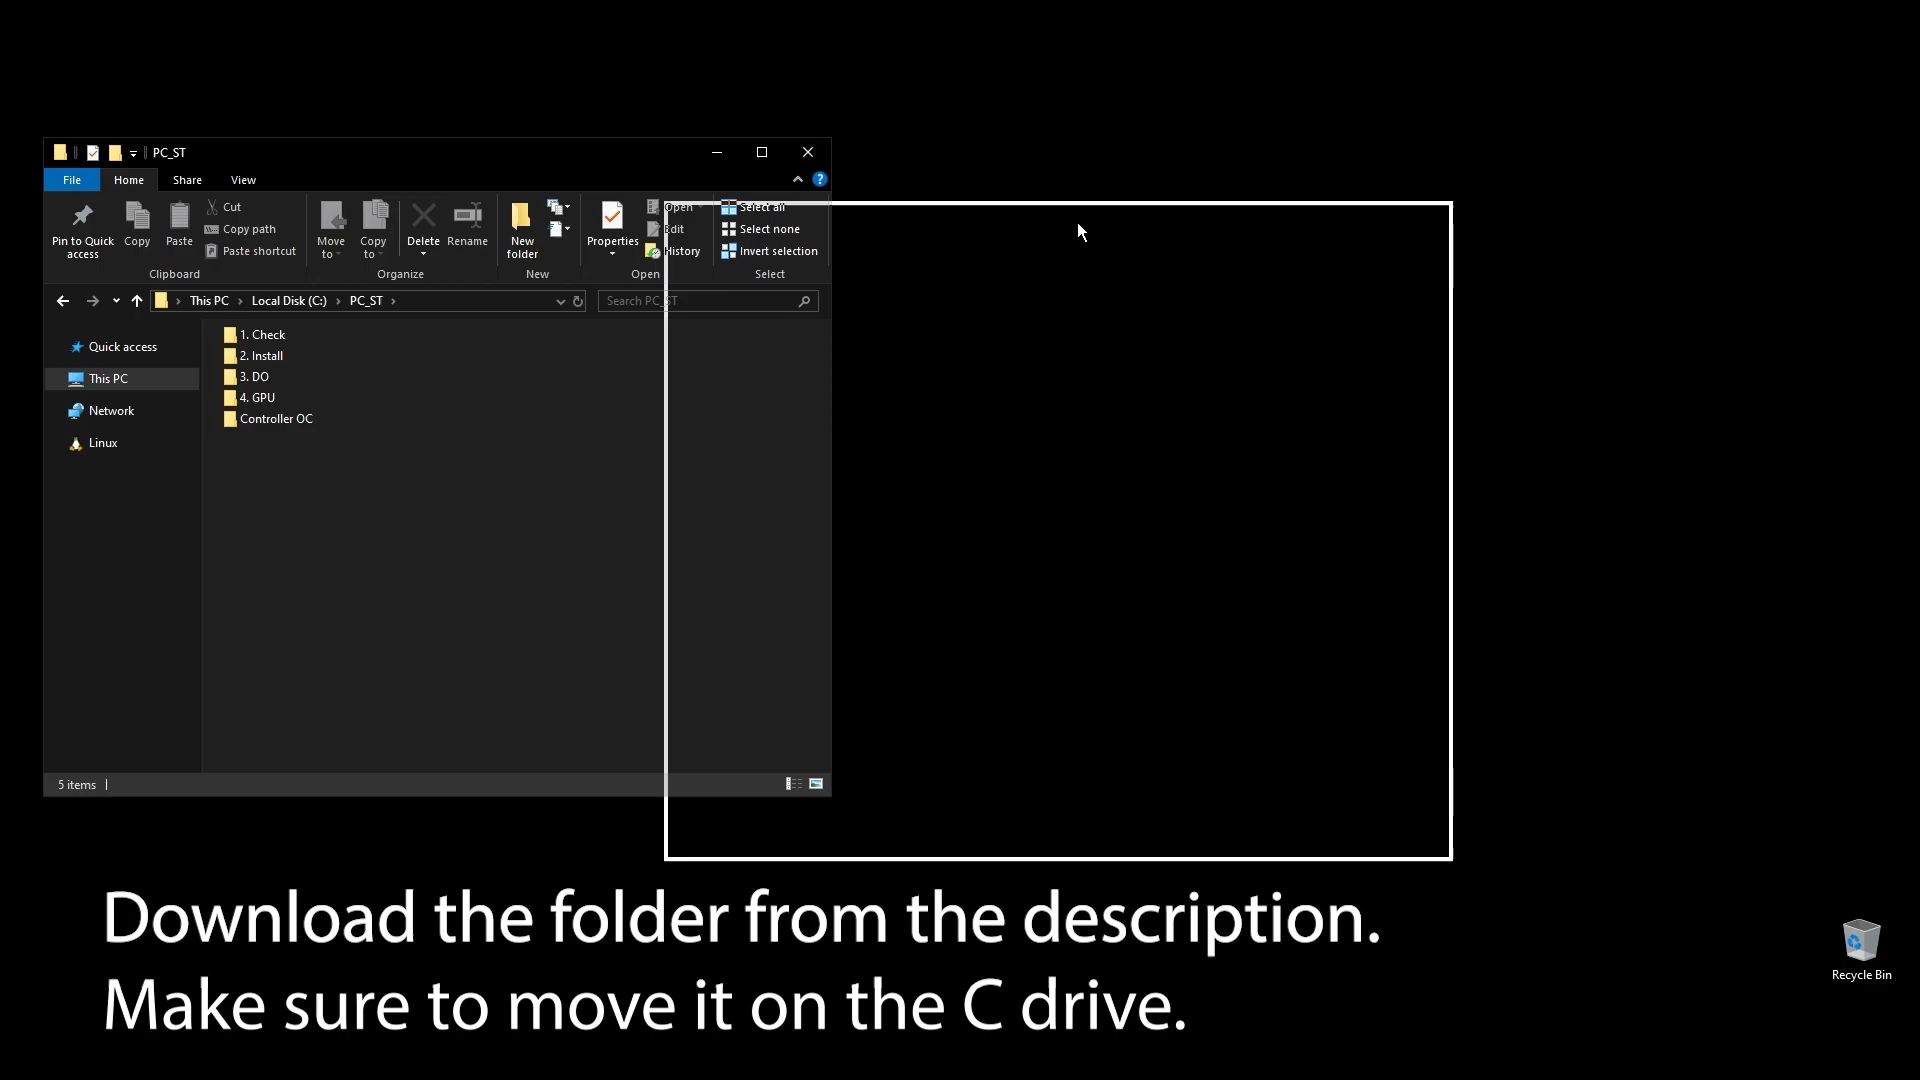 PC_ST
File Home Share View
Pin to Quick access
Copy
Paste
Cut
Copy path
Paste shortcut
Clipboard
Move to
Copy to
Delete
Rename
Organize
New folder
New
Properties
Open
Edit
History
Open
Select all
Select none
Invert selection
Select
This PC Local Disk (C:) PC_ST
Search PC_ST
Quick access
This PC
Network
Linux
1. Check
2. Install
3. DO
4. GPU
Controller OC
5 items
Download the folder from the description.
Make sure to move it on the C drive.
Recycle Bin